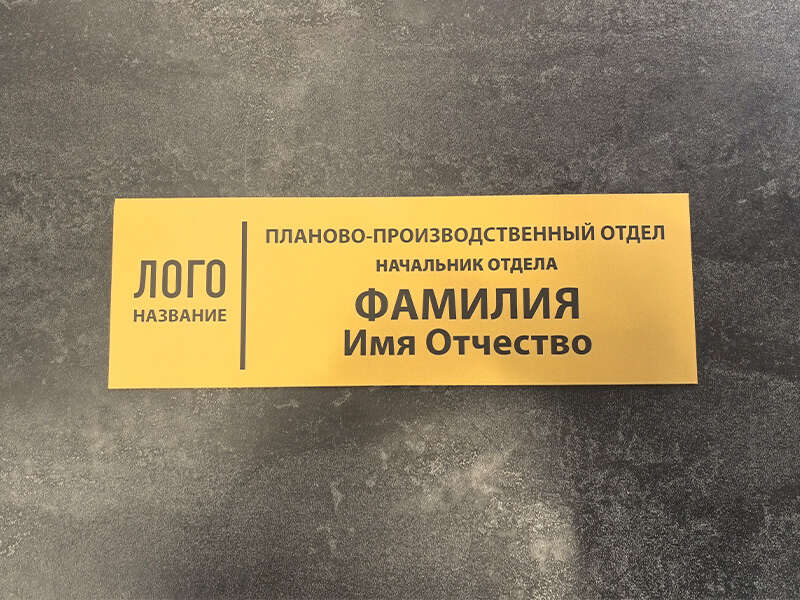 ЛОГО
НАЗВАНИЕ
ПЛАНОВО-ПРОИЗВОДСТВЕННЫЙ ОТДЕЛ
НАЧАЛЬНИК ОТДЕЛА
ФАМИЛИЯ
Имя Отчество